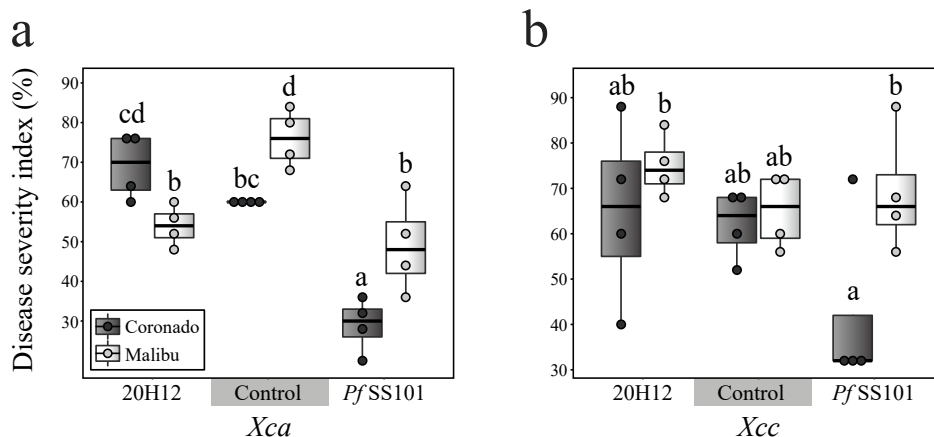 a
b
Disease severity index (%)
90
80
70
60
50
40
30
cd
b
bc
d
a
b
Coronado
Malibu
20H12
Control
Pf SS101
Xca
90
80
70
60
50
40
30
ab
b
ab
ab
a
b
20H12
Control
Pf SS101
Xcc